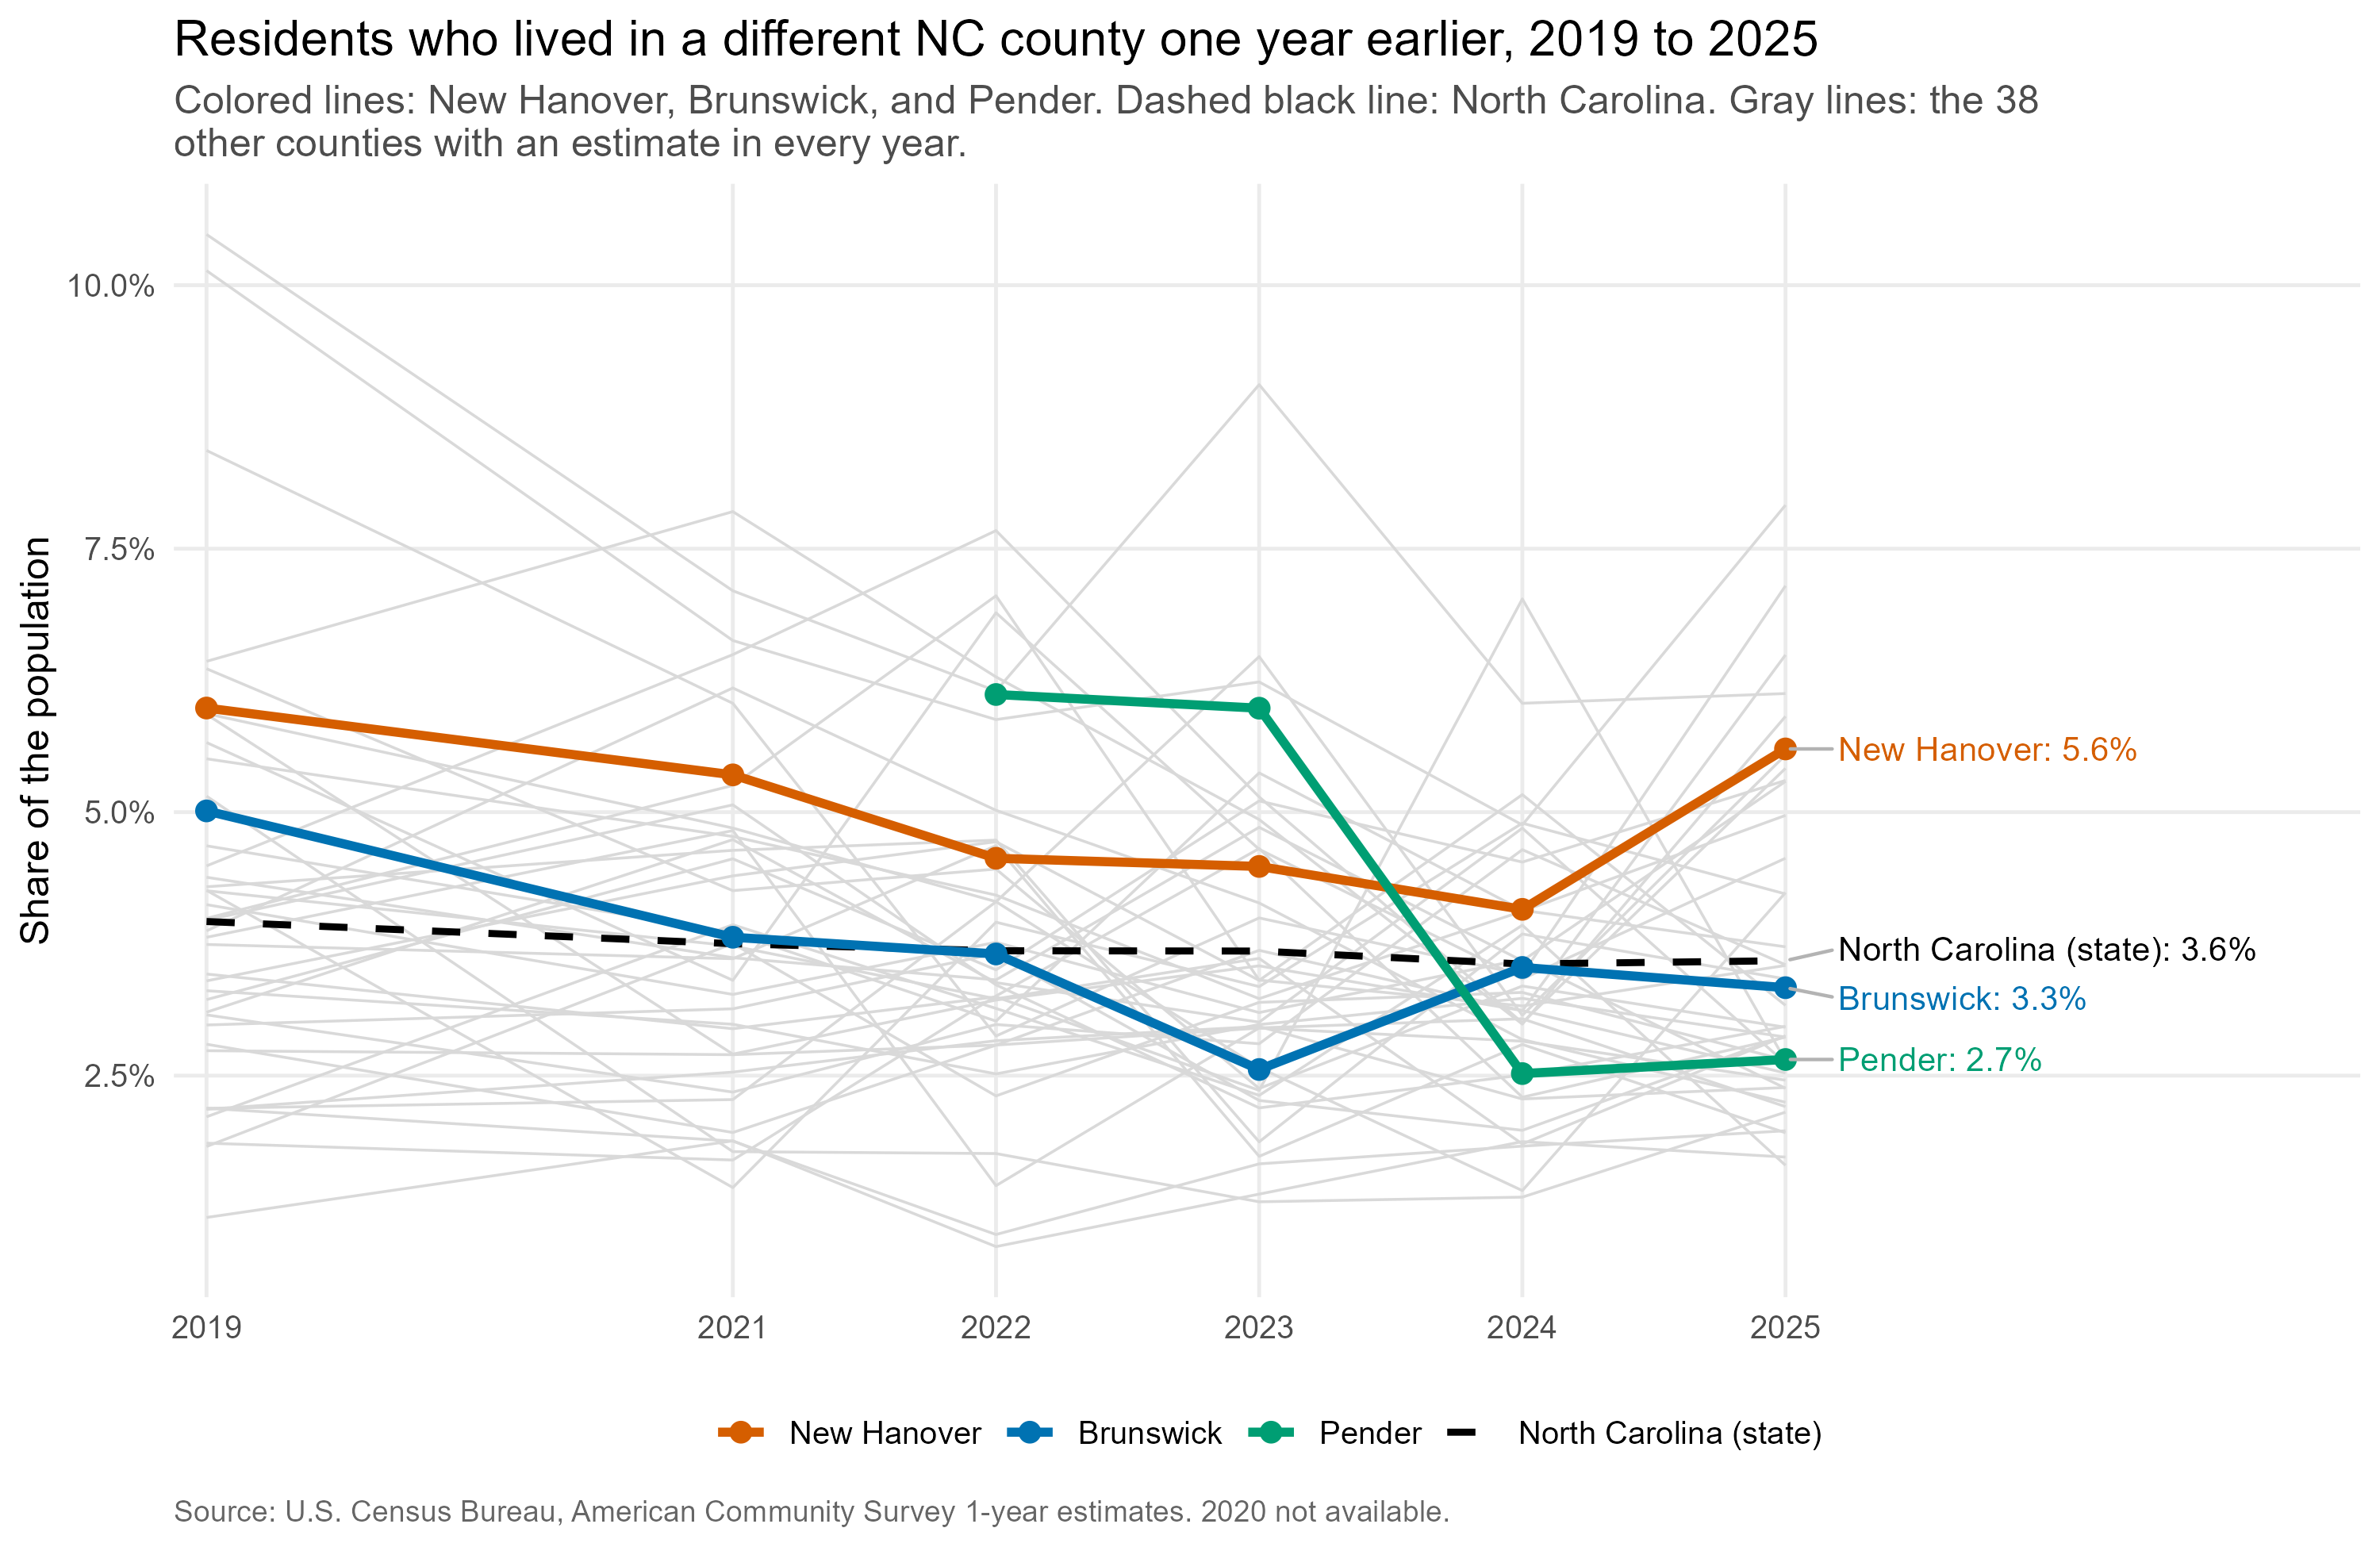 Residents who lived in a different NC county one year earlier, 2019 to 2025
Colored lines: New Hanover, Brunswick, and Pender. Dashed black line: North Carolina. Gray lines: the 38
other counties with an estimate in every year.
Share of the population
10.0%
7.5%
5.0%
2.5%
New Hanover: 5.6%
North Carolina (state): 3.6%
Brunswick: 3.3%
Pender: 2.7%
2019 2021 2022 2023 2024 2025
New Hanover Brunswick Pender North Carolina (state)
Source: U.S. Census Bureau, American Community Survey 1-year estimates. 2020 not available.